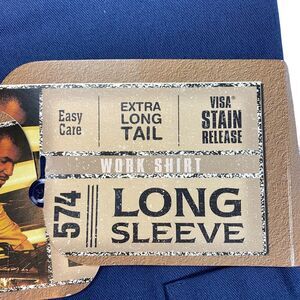 Easy
Care
EXTRA
LONG
TAIL
VISA®
STAIN
RELEASE
WORK SHIRT
574
LONG
SLEEVE